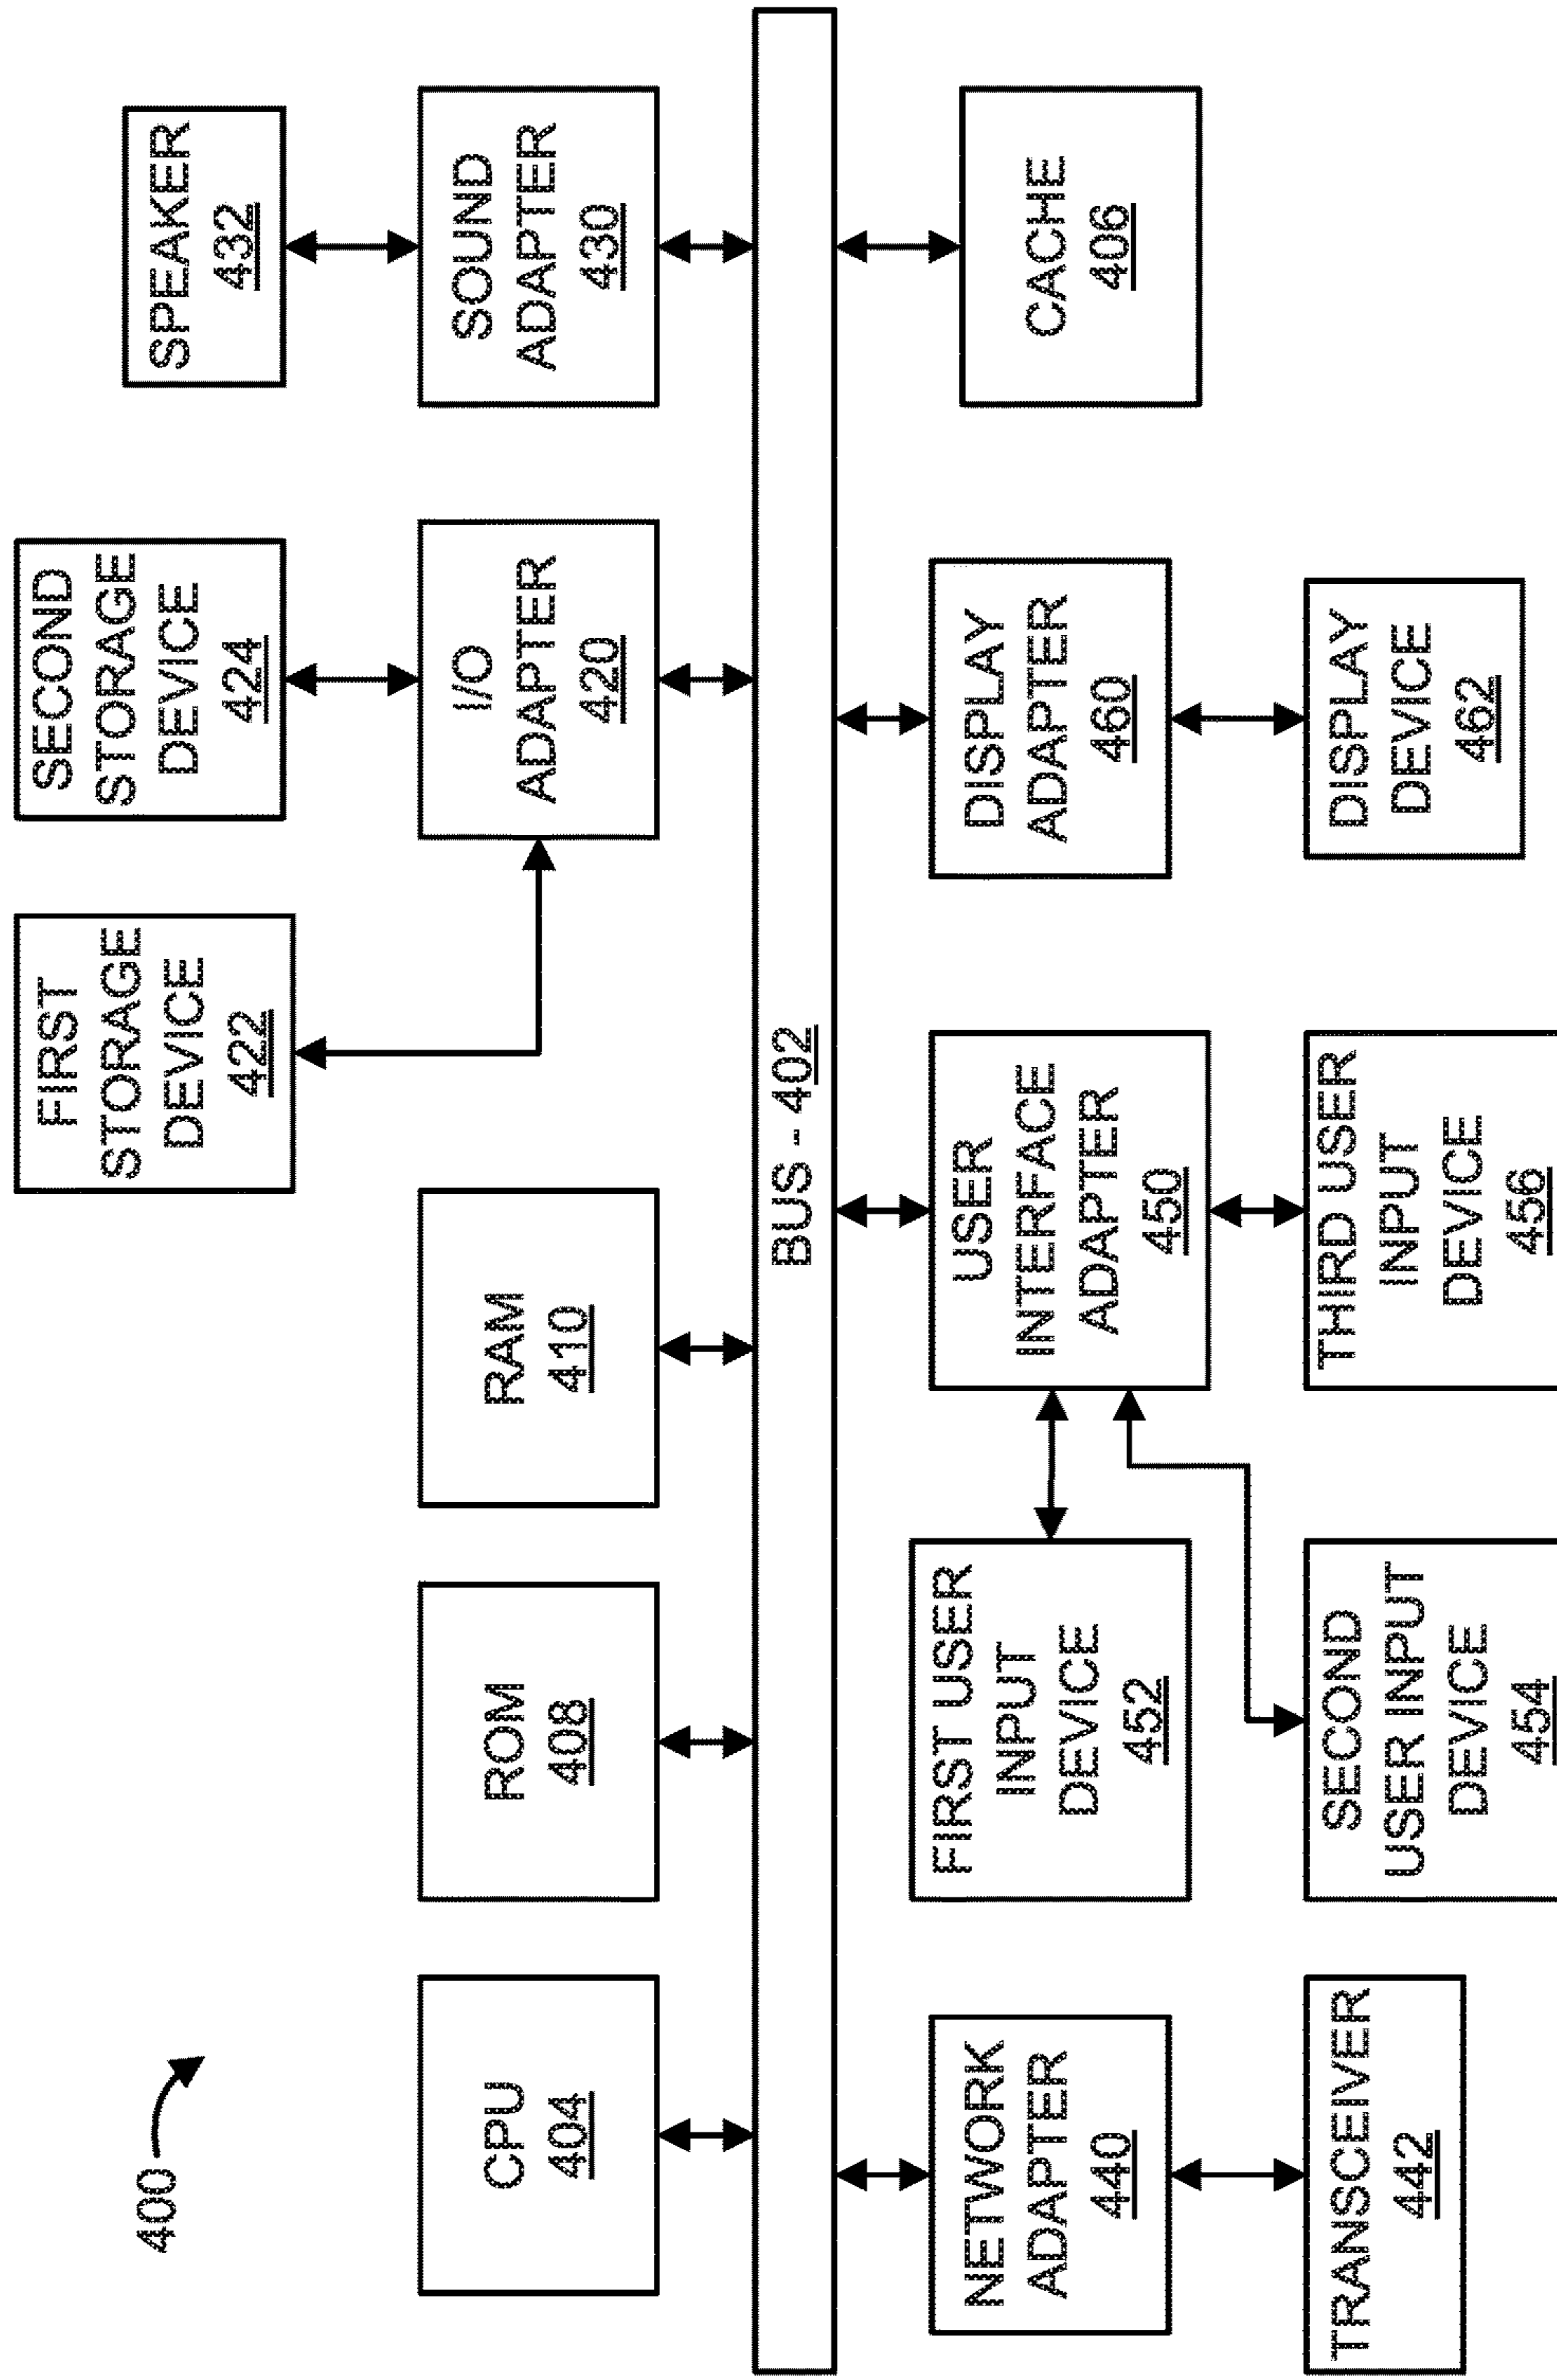 400
FIRST
STORAGE
DEVICE
422
SECOND
STORAGE
DEVICE
424
SPEAKER
432
CPU
404
ROM
408
RAM
410
I/O
ADAPTER
420
SOUND
ADAPTER
430
BUS - 402
NETWORK
ADAPTER
440
FIRST USER
INPUT
DEVICE
452
USER
INTERFACE
ADAPTER
450
DISPLAY
ADAPTER
460
CACHE
406
TRANSCEIVER
442
SECOND
USER INPUT
DEVICE
454
THIRD USER
INPUT
DEVICE
456
DISPLAY
DEVICE
462